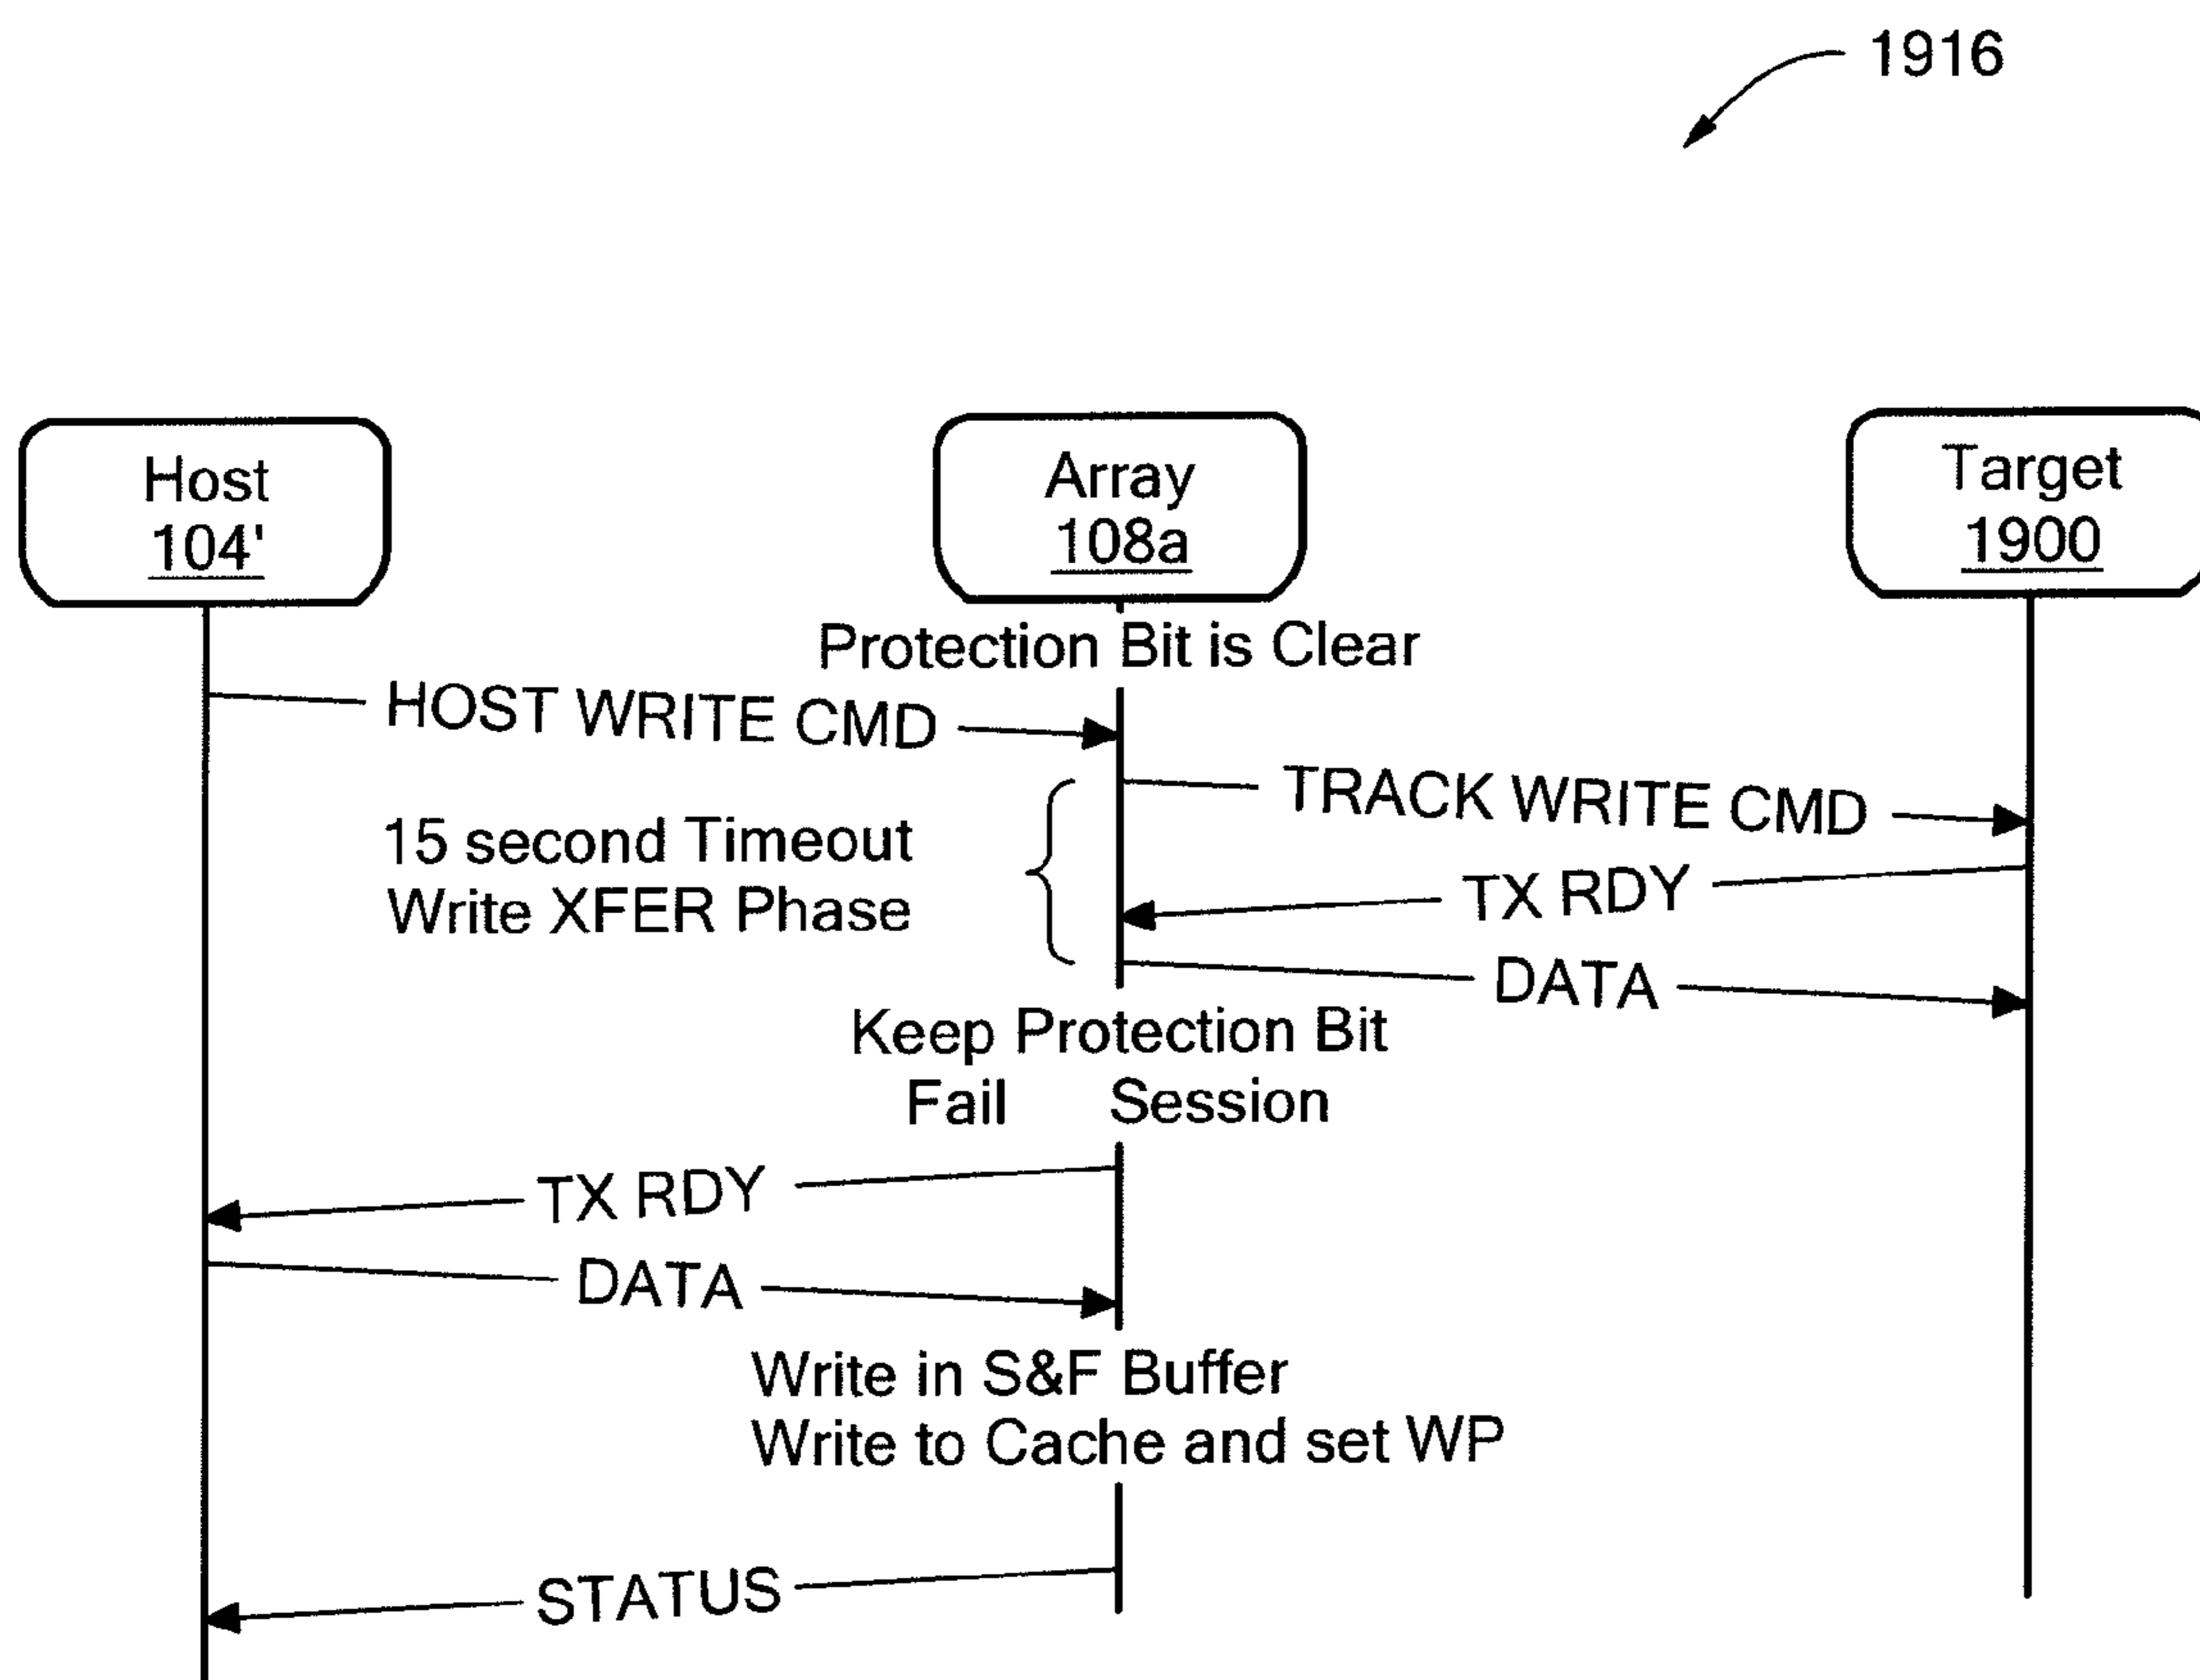 1916
Host
104'
Array
108a
Target
1900
Protection Bit is Clear
HOST WRITE CMD
TRACK WRITE CMD
15 second Timeout
Write XFER Phase
TX RDY
DATA
Keep Protection Bit
Fail Session
TX RDY
DATA
Write in S&F Buffer
Write to Cache and set WP
STATUS